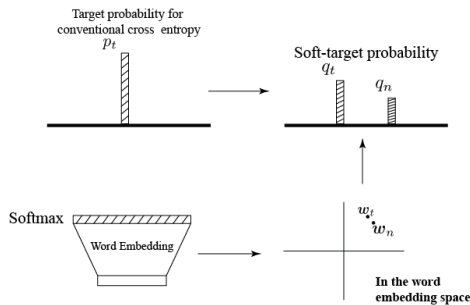 Target probability for
conventional cross entropy
p_t
Soft-target probability
q_t
q_n
Softmax
Word Embedding
w_t
w_n
In the word
embedding space